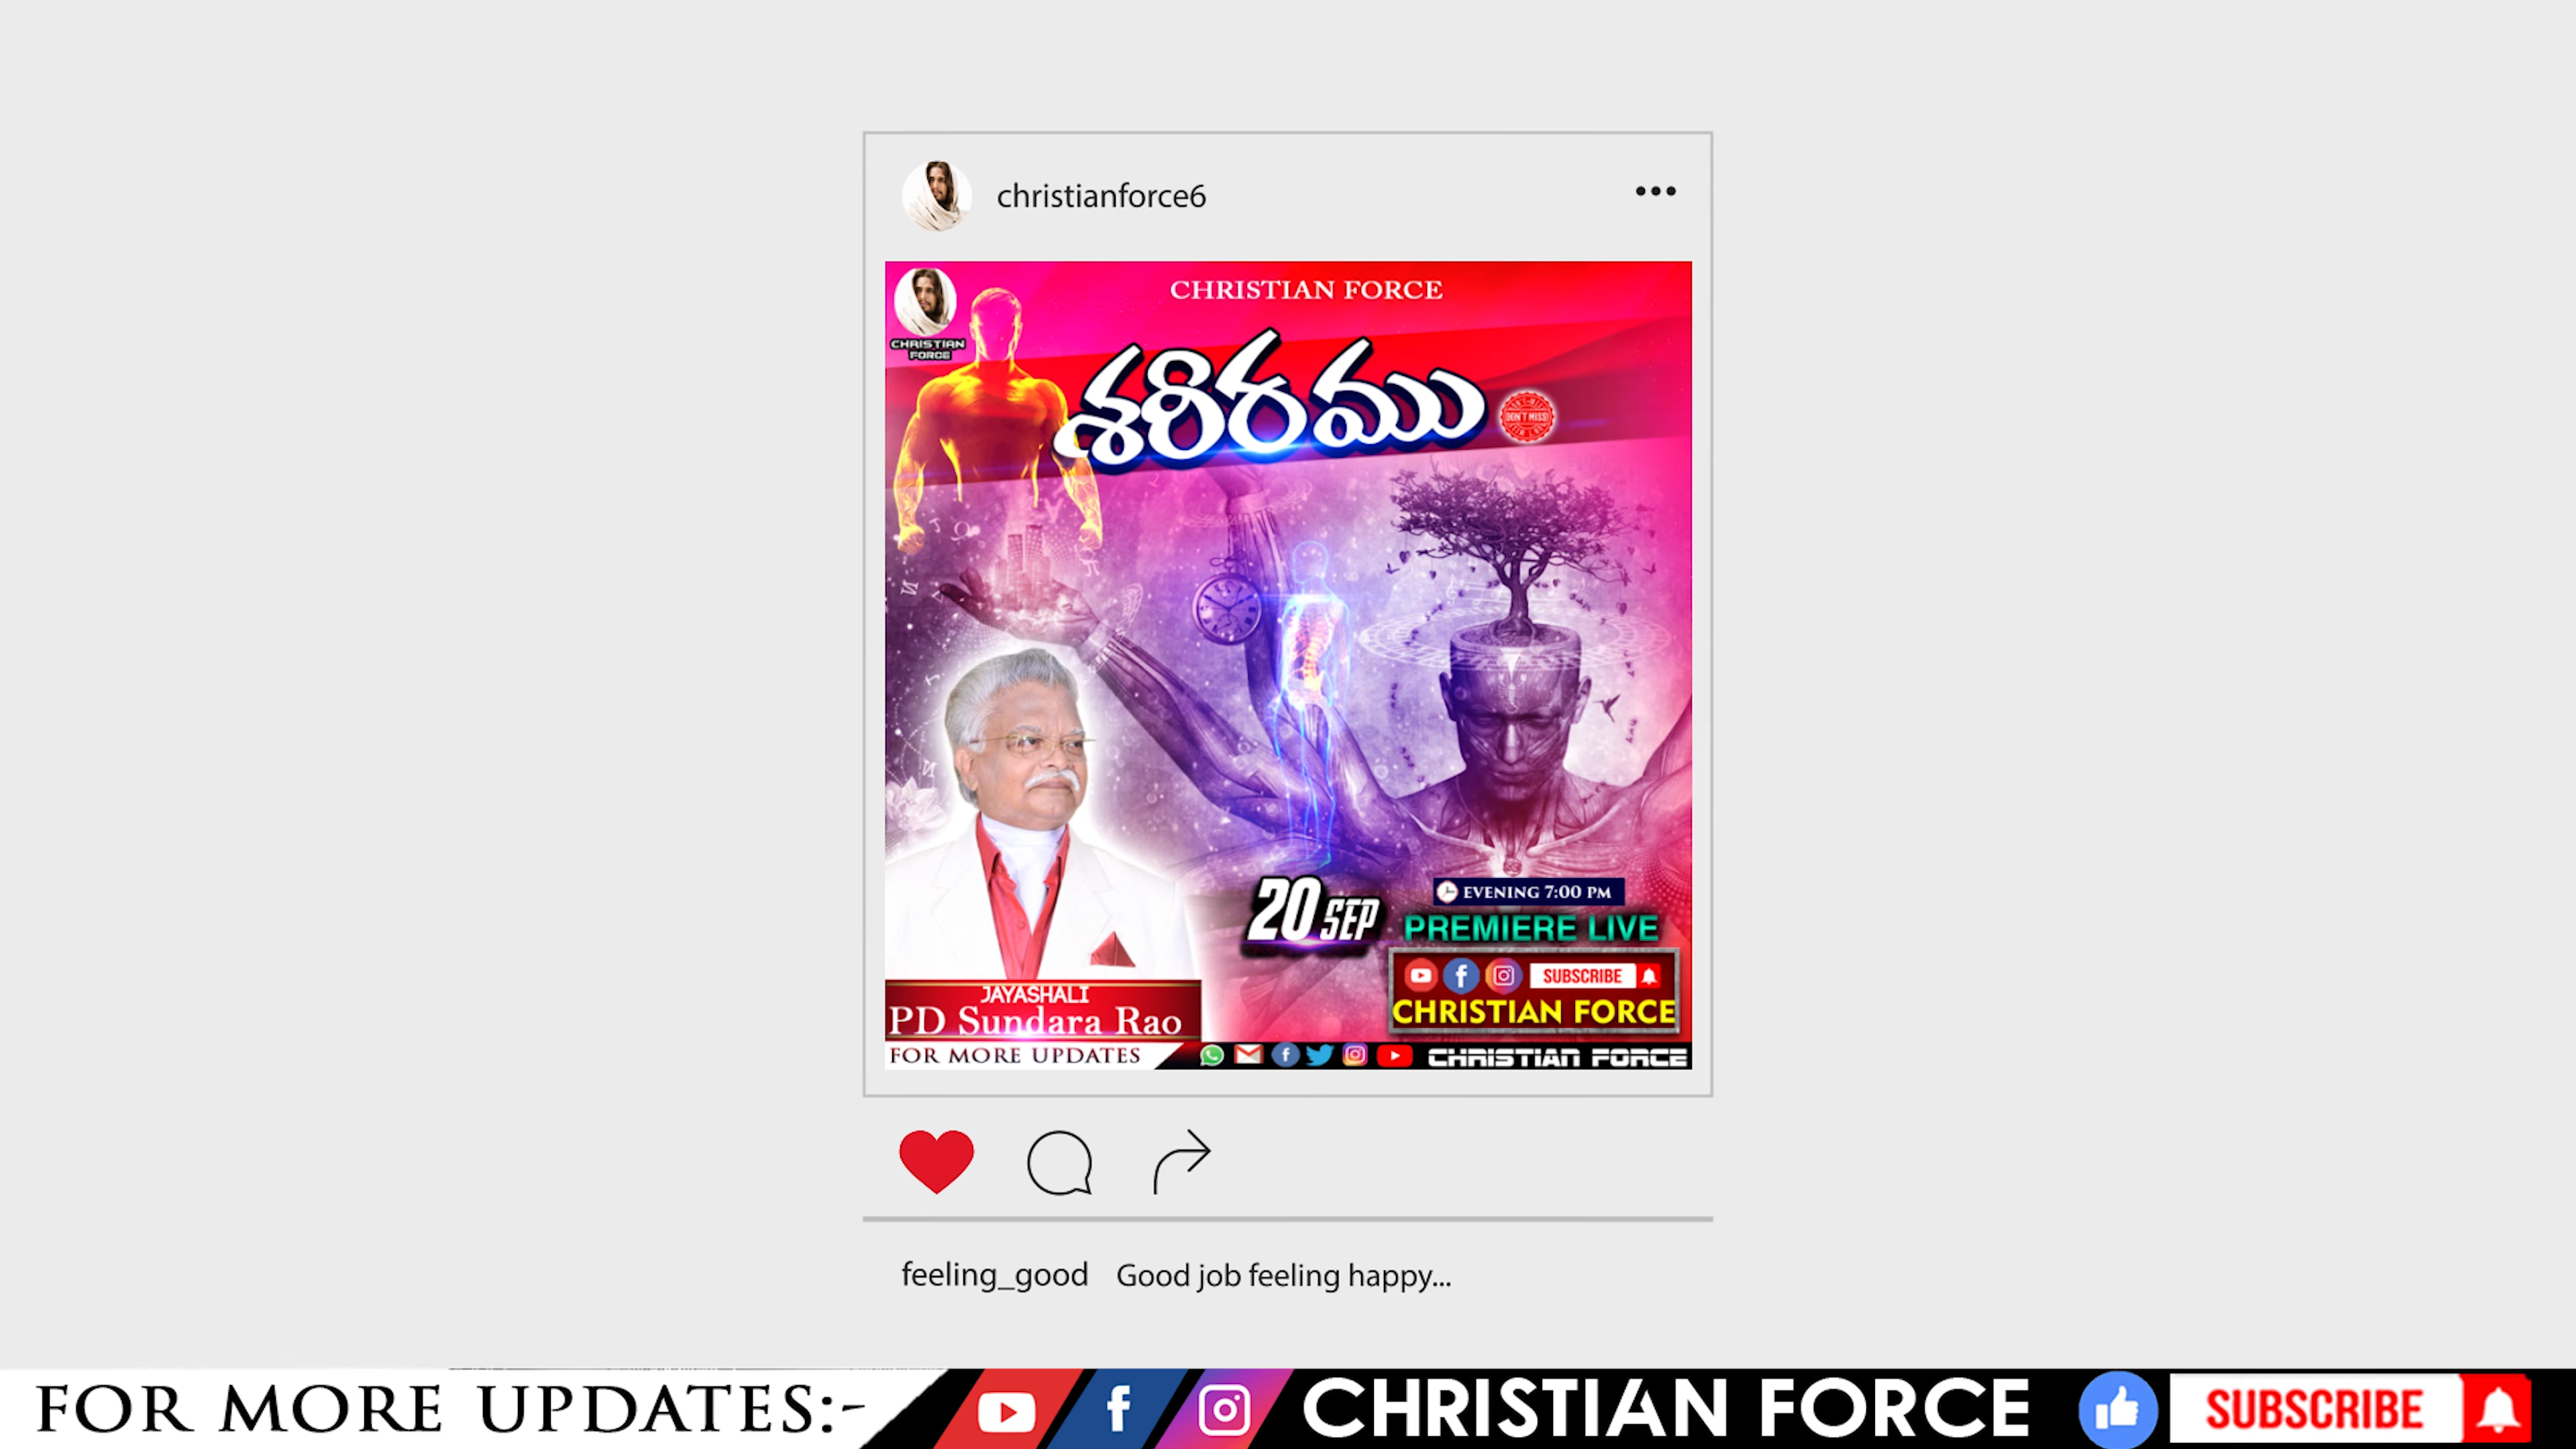 christianforce6
CHRISTIAN FORCE
CHRISTIAN
FORCE
శరీరము
DON'T MISS!
EVENING 7:00 PM
20 SEP
PREMIERE LIVE
SUBSCRIBE
CHRISTIAN FORCE
JAYASHALI
PD Sundara Rao
FOR MORE UPDATES
CHRISTIAN FORCE
feeling_good Good job feeling happy...
FOR MORE UPDATES:-
CHRISTIAN FORCE
SUBSCRIBE